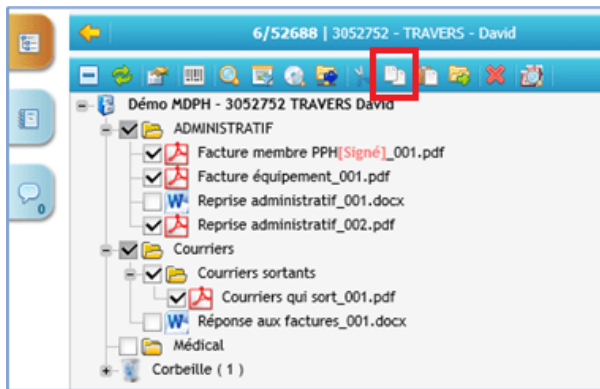 6/52688 | 3052752 - TRAVERS - David
Démo MDPH - 3052752 TRAVERS David
ADMINISTRATIF
Facture membre PPH[Signé]_001.pdf
Facture équipement_001.pdf
W Reprise administratif_001.docx
Reprise administratif_002.pdf
Courriers
Courriers sortants
Courriers qui sort_001.pdf
W Réponse aux factures_001.docx
Médical
0
Corbeille ( 1 )